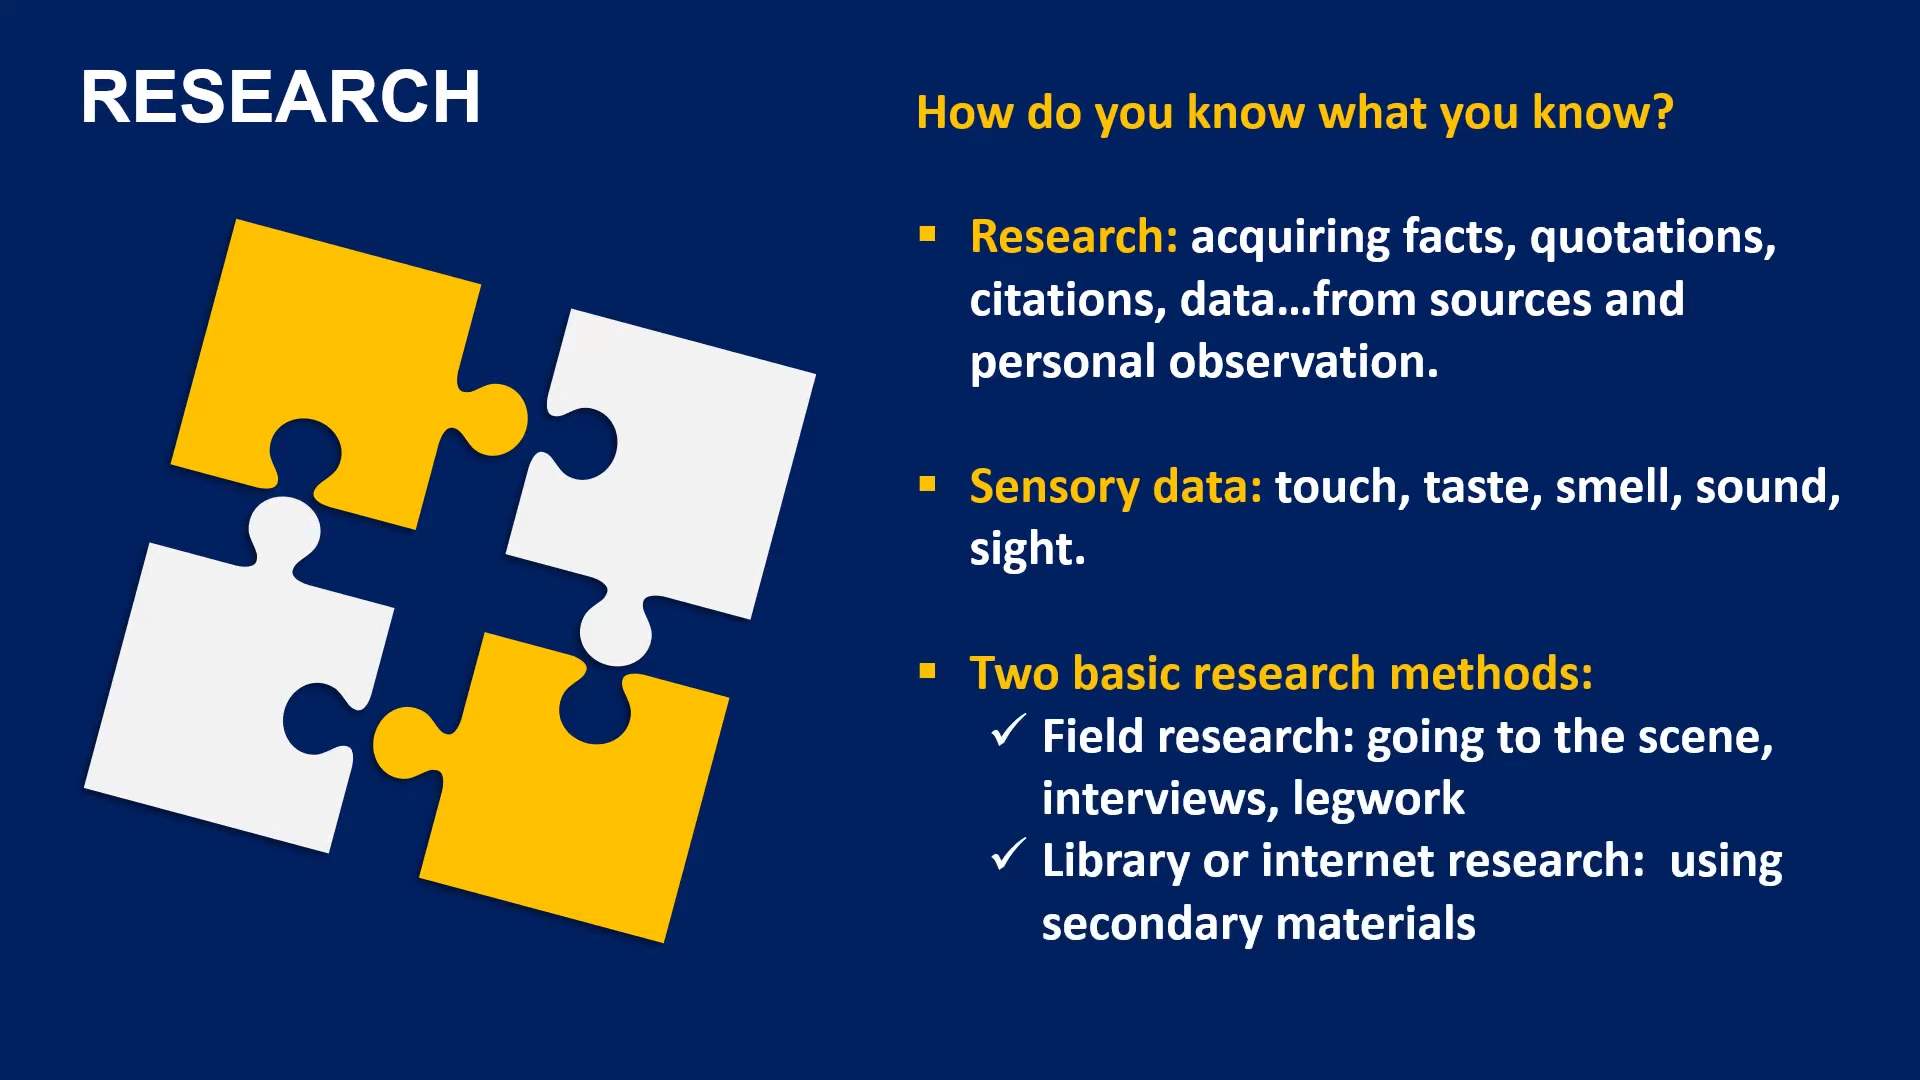 RESEARCH
How do you know what you know?
▪ Research: acquiring facts, quotations,
citations, data…from sources and
personal observation.
▪ Sensory data: touch, taste, smell, sound,
sight.
▪ Two basic research methods:
✓ Field research: going to the scene,
interviews, legwork
✓ Library or internet research:  using
secondary materials